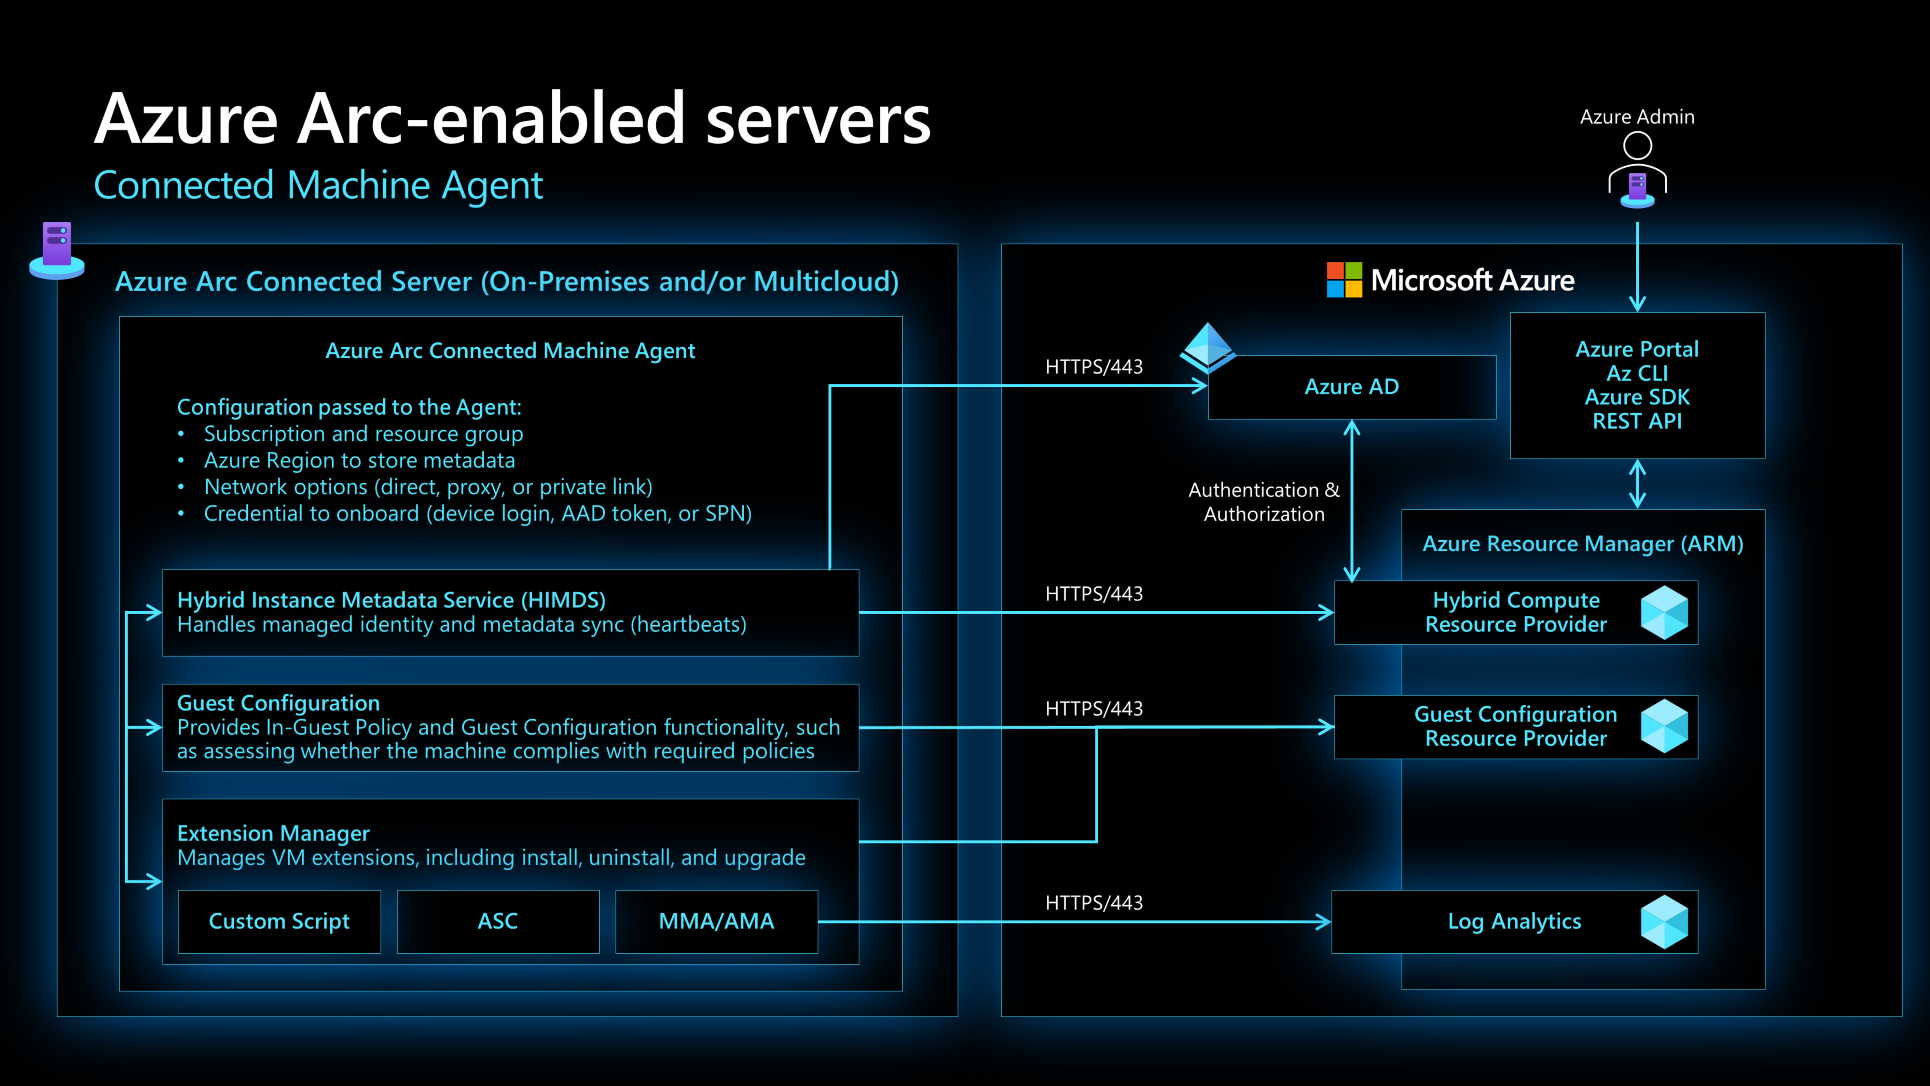 Azure Arc-enabled servers
Connected Machine Agent
Azure Admin
Azure Arc Connected Server (On-Premises and/or Multicloud)
Azure Arc Connected Machine Agent
Configuration passed to the Agent:
• Subscription and resource group
• Azure Region to store metadata
• Network options (direct, proxy, or private link)
• Credential to onboard (device login, AAD token, or SPN)
Hybrid Instance Metadata Service (HIMDS)
Handles managed identity and metadata sync (heartbeats)
Guest Configuration
Provides In-Guest Policy and Guest Configuration functionality, such
as assessing whether the machine complies with required policies
Extension Manager
Manages VM extensions, including install, uninstall, and upgrade
Custom Script
ASC
MMA/AMA
HTTPS/443
HTTPS/443
HTTPS/443
HTTPS/443
Microsoft Azure
Azure AD
Azure Portal
Az CLI
Azure SDK
REST API
Authentication &
Authorization
Azure Resource Manager (ARM)
Hybrid Compute
Resource Provider
Guest Configuration
Resource Provider
Log Analytics